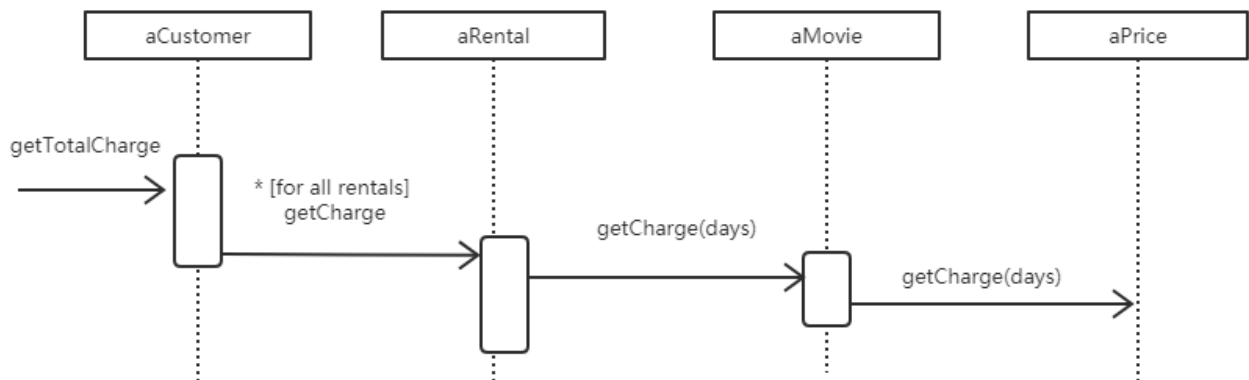 aCustomer
aRental
aMovie
aPrice
getTotalCharge
* [for all rentals]
getCharge
getCharge(days)
getCharge(days)